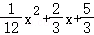 1/12 x² + 2/3 x + 5/3